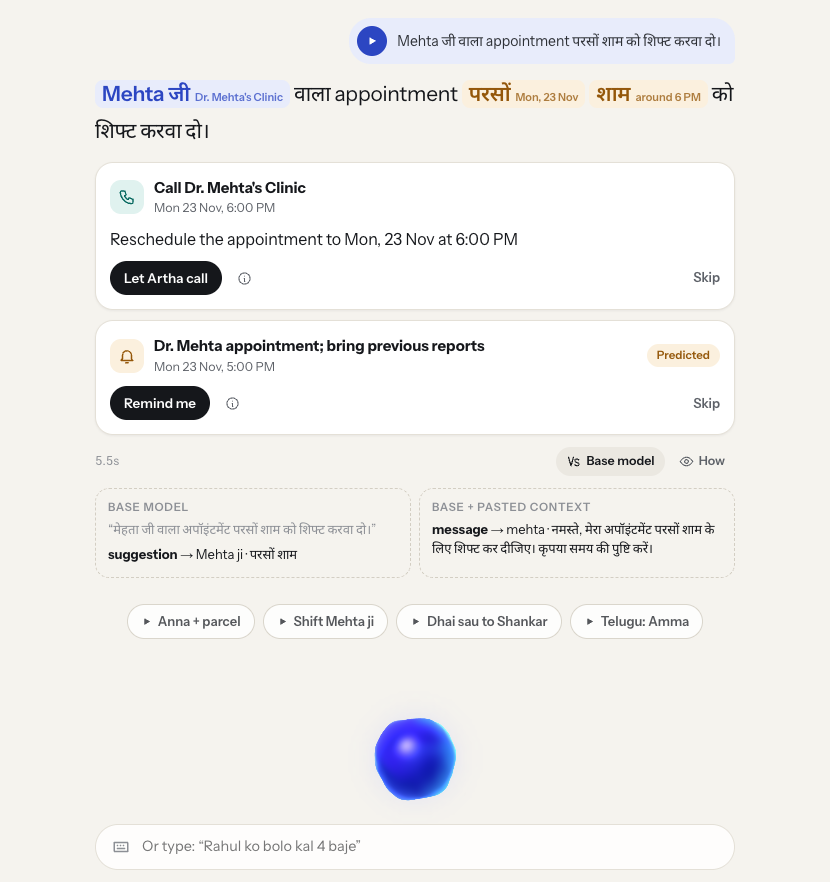 Mehta जी वाला appointment परसों शाम को शिफ्ट करवा दो।
Mehta जी Dr. Mehta's Clinic वाला appointment परसों Mon, 23 Nov शाम around 6 PM को
शिफ्ट करवा दो।
Call Dr. Mehta's Clinic
Mon 23 Nov, 6:00 PM
Reschedule the appointment to Mon, 23 Nov at 6:00 PM
Let Artha call
Skip
Dr. Mehta appointment; bring previous reports
Mon 23 Nov, 5:00 PM
Predicted
Remind me
Skip
5.5s
VS Base model
How
BASE MODEL
“मेहता जी वाला अपॉइंटमेंट परसों शाम को शिफ्ट करवा दो।”
suggestion → Mehta ji · परसों शाम
BASE + PASTED CONTEXT
message → mehta · नमस्ते, मेरा अपॉइंटमेंट परसों शाम के
लिए शिफ्ट कर दीजिए। कृपया समय की पुष्टि करें।
Anna + parcel
Shift Mehta ji
Dhai sau to Shankar
Telugu: Amma
Or type: “Rahul ko bolo kal 4 baje”